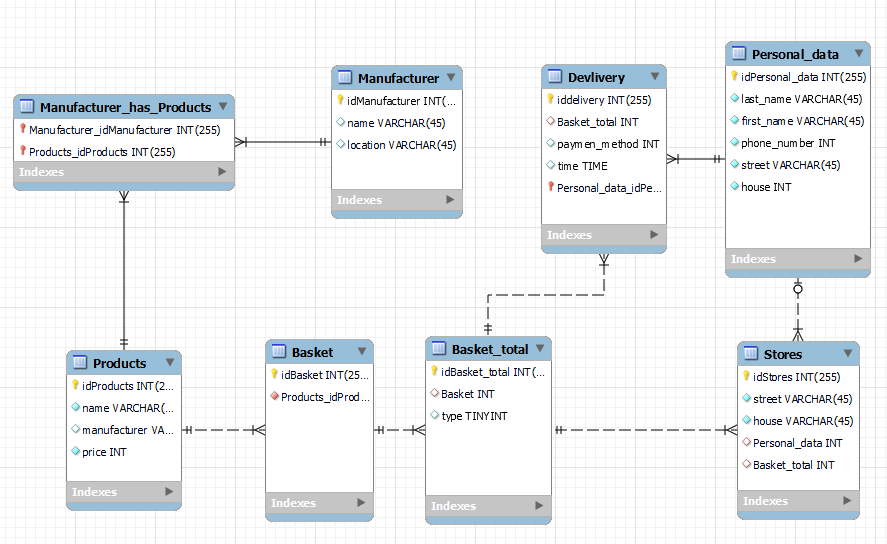 Manufacturer_has_Products
Manufacturer_idManufacturer INT(255)
Products_idProducts INT(255)
Indexes
Manufacturer
idManufacturer INT(...
name VARCHAR(45)
location VARCHAR(45)
Indexes
Devlivery
iddelivery INT(255)
Basket_total INT
paymen_method INT
time TIME
Personal_data_idPe...
Indexes
Personal_data
idPersonal_data INT(255)
last_name VARCHAR(45)
first_name VARCHAR(45)
phone_number INT
street VARCHAR(45)
house INT
Indexes
Products
idProducts INT(2...
name VARCHAR(...
manufacturer VA...
price INT
Indexes
Basket
idBasket INT(25...
Products_idProd...
Indexes
Basket_total
idBasket_total INT(...
Basket INT
type TINYINT
Indexes
Stores
idStores INT(255)
street VARCHAR(45)
house VARCHAR(45)
Personal_data INT
Basket_total INT
Indexes